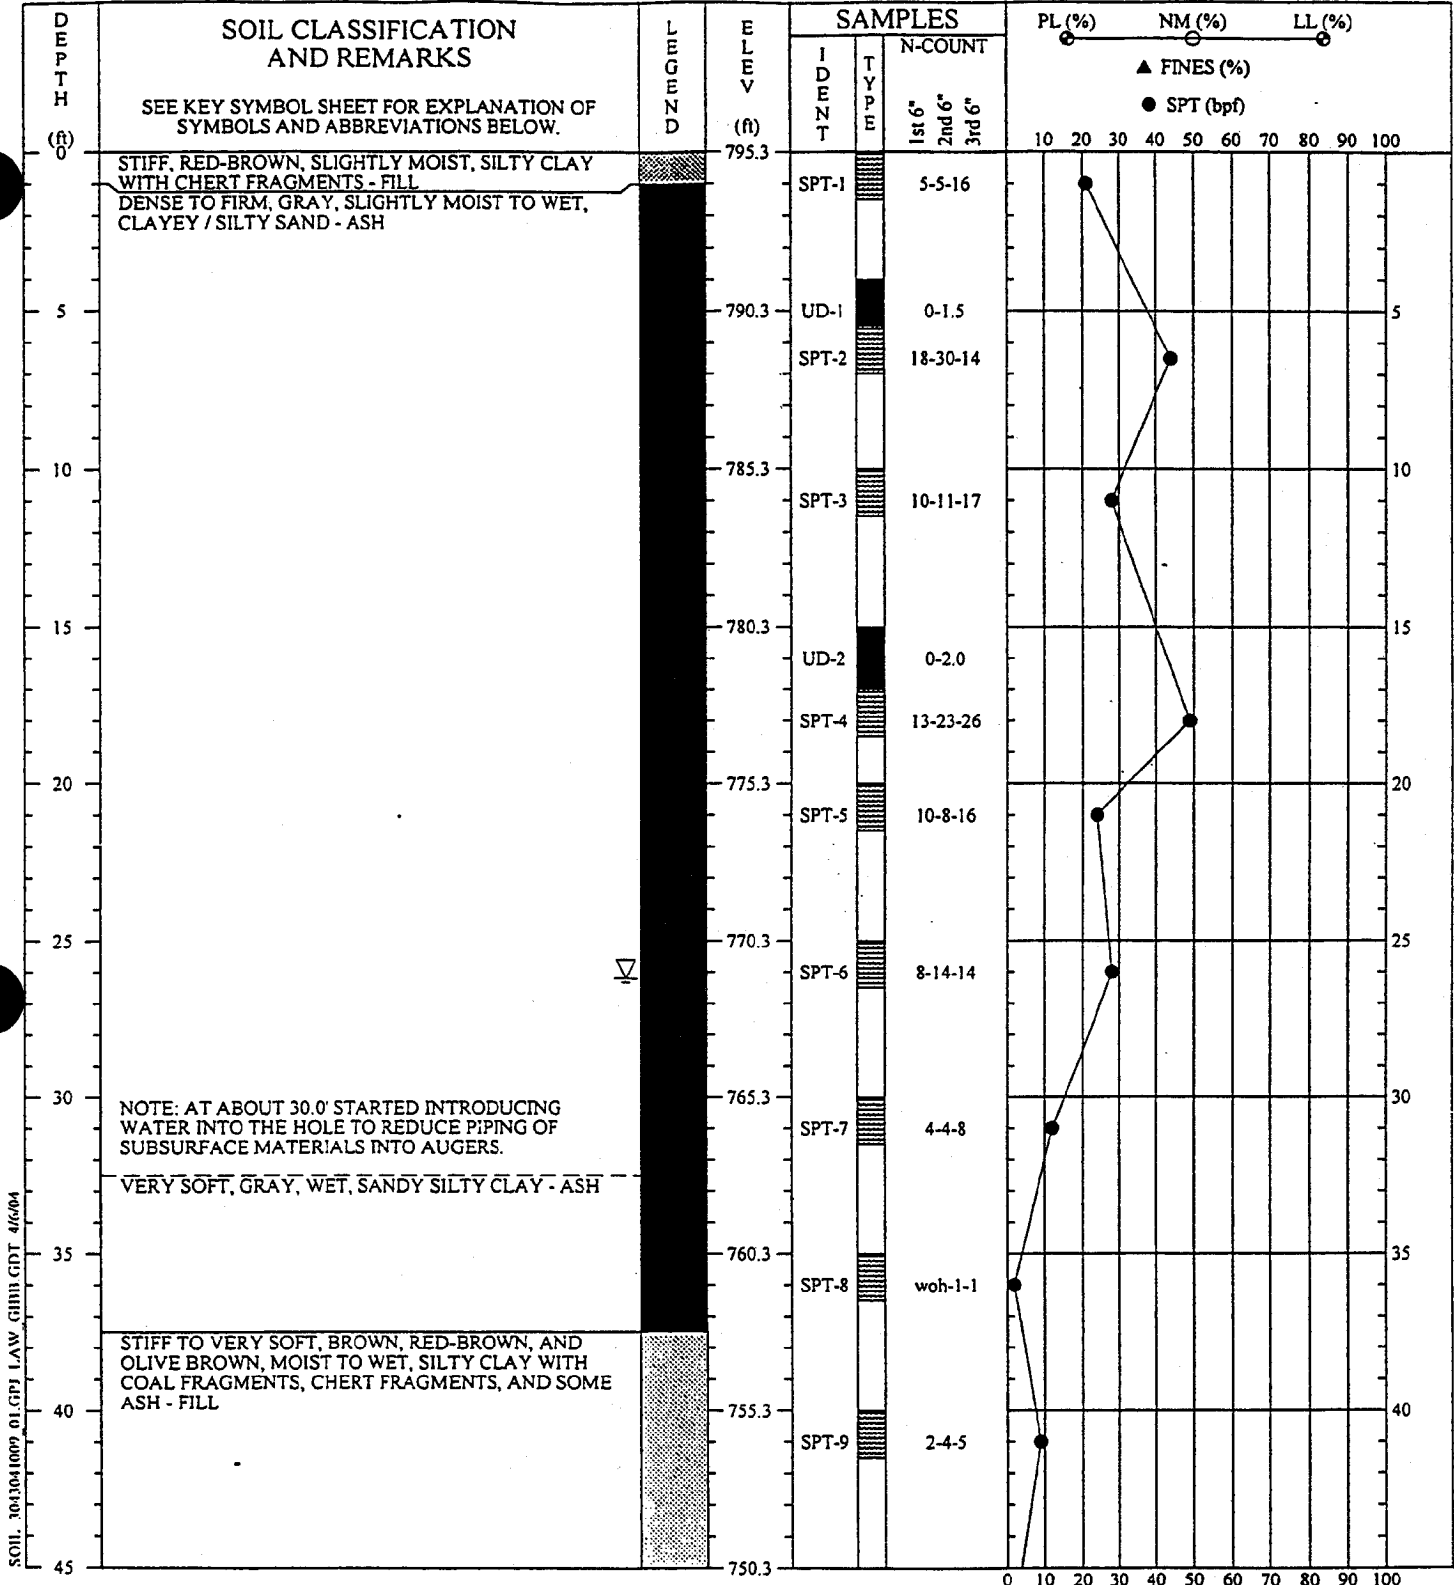 DEPTH
(ft)
SOIL CLASSIFICATION
AND REMARKS
SEE KEY SYMBOL SHEET FOR EXPLANATION OF
SYMBOLS AND ABBREVIATIONS BELOW.
LEGEND
ELEV
(ft)
SAMPLES
IDENT
TYPE
N-COUNT
1st 6"
2nd 6"
3rd 6"
PL (%) NM (%) LL (%)
▲ FINES (%)
● SPT (bpf)
10 20 30 40 50 60 70 80 90 100
0 795.3
STIFF, RED-BROWN, SLIGHTLY MOIST, SILTY CLAY
WITH CHERT FRAGMENTS - FILL
SPT-1 5-5-16
DENSE TO FIRM, GRAY, SLIGHTLY MOIST TO WET,
CLAYEY / SILTY SAND - ASH
5 790.3 UD-1 0-1.5 5
SPT-2 18-30-14
10 785.3 10
SPT-3 10-11-17
15 780.3 15
UD-2 0-2.0
SPT-4 13-23-26
20 775.3 20
SPT-5 10-8-16
25 770.3 25
SPT-6 8-14-14
30 765.3 30
NOTE: AT ABOUT 30.0' STARTED INTRODUCING
WATER INTO THE HOLE TO REDUCE PIPING OF
SUBSURFACE MATERIALS INTO AUGERS.
SPT-7 4-4-8
VERY SOFT, GRAY, WET, SANDY SILTY CLAY - ASH
35 760.3 35
SPT-8 woh-1-1
STIFF TO VERY SOFT, BROWN, RED-BROWN, AND
OLIVE BROWN, MOIST TO WET, SILTY CLAY WITH
COAL FRAGMENTS, CHERT FRAGMENTS, AND SOME
ASH - FILL
40 755.3 40
SPT-9 2-4-5
45 750.3
0 10 20 30 40 50 60 70 80 90 100
SOIL 3043041009_01.GPJ LAW_GIBB.GDT 4/6/04